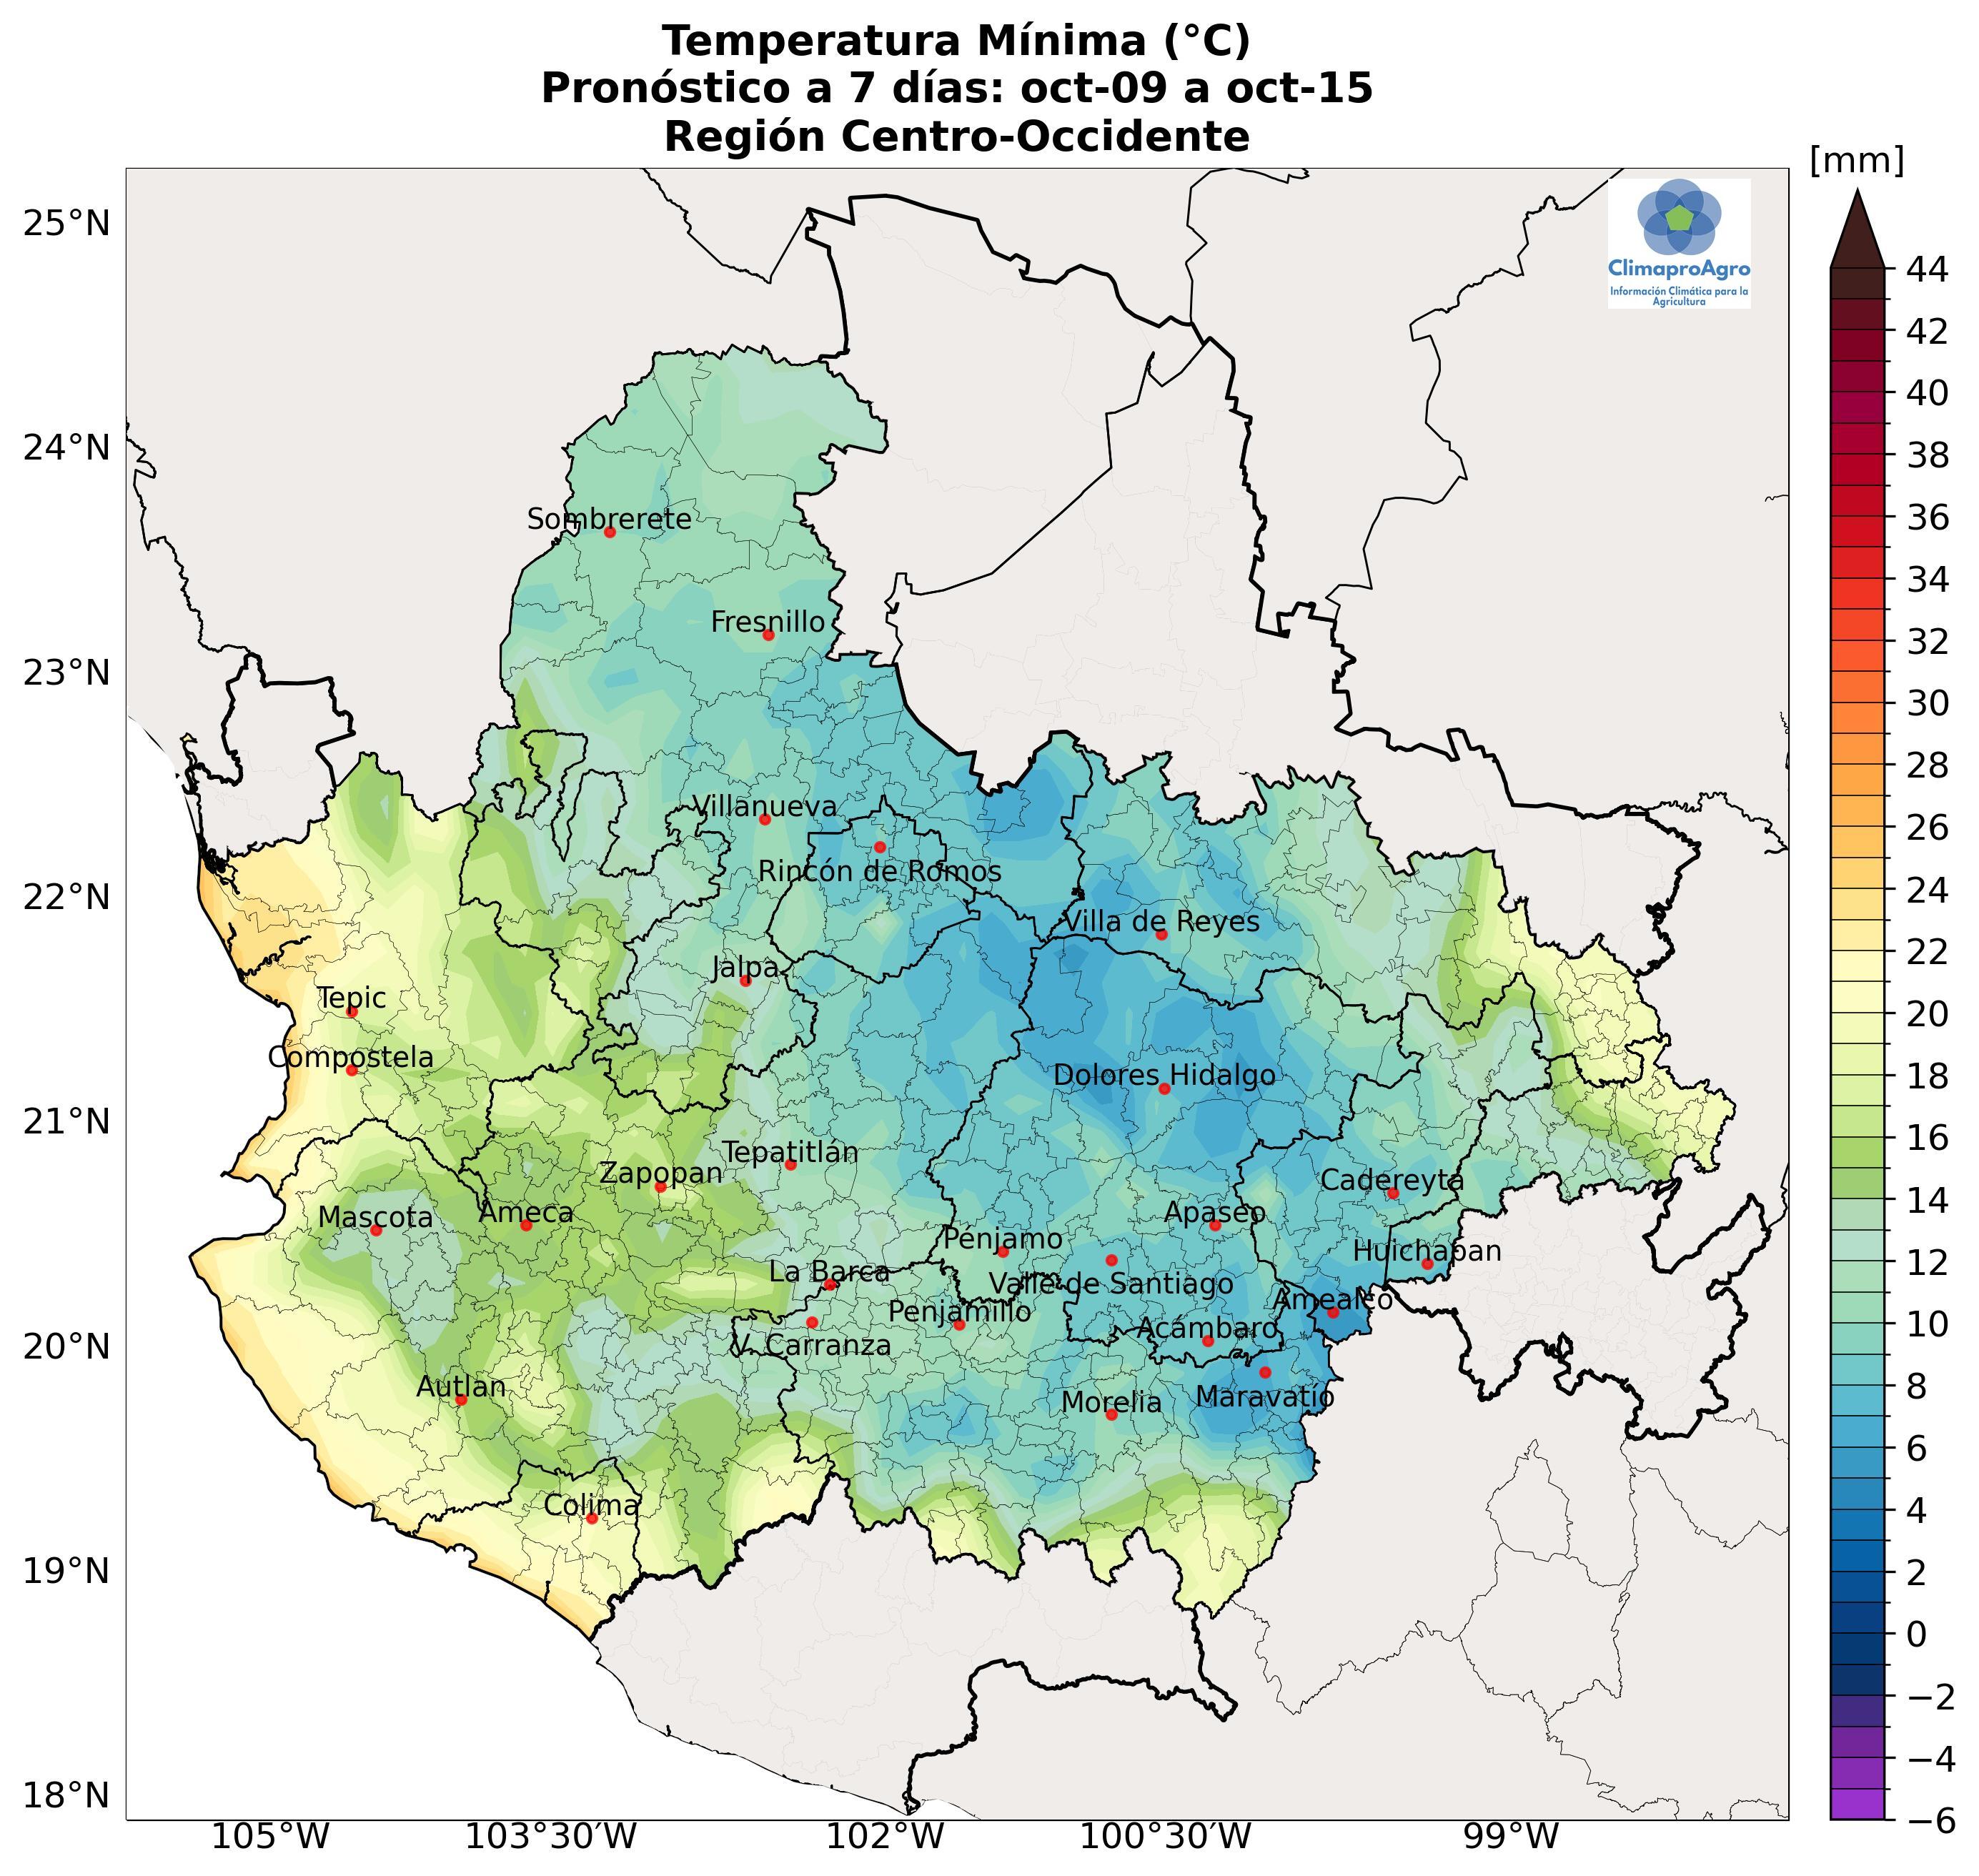 Temperatura Mínima (°C)
Pronóstico a 7 días: oct-09 a oct-15
Región Centro-Occidente
[mm]
ClimaproAgro
Información Climática para la
Agricultura
25°N
24°N
23°N
22°N
21°N
20°N
19°N
18°N
Sombrerete
Fresnillo
Villanueva
Rincón de Romos
Villa de Reyes
Jalpa
Tepic
Compostela
Dolores Hidalgo
Tepatitlán
Zapopan
Cadereyta
Mascota
Ameca
Apaseo
Pénjamo
Huichapan
La Barca
Valle de Santiago
Amealco
Penjamillo
Acámbaro
V. Carranza
Autlan
Maravatío
Morelia
Colima
44
42
40
38
36
34
32
30
28
26
24
22
20
18
16
14
12
10
8
6
4
2
0
−2
−4
−6
105°W
103°30′W
102°W
100°30′W
99°W